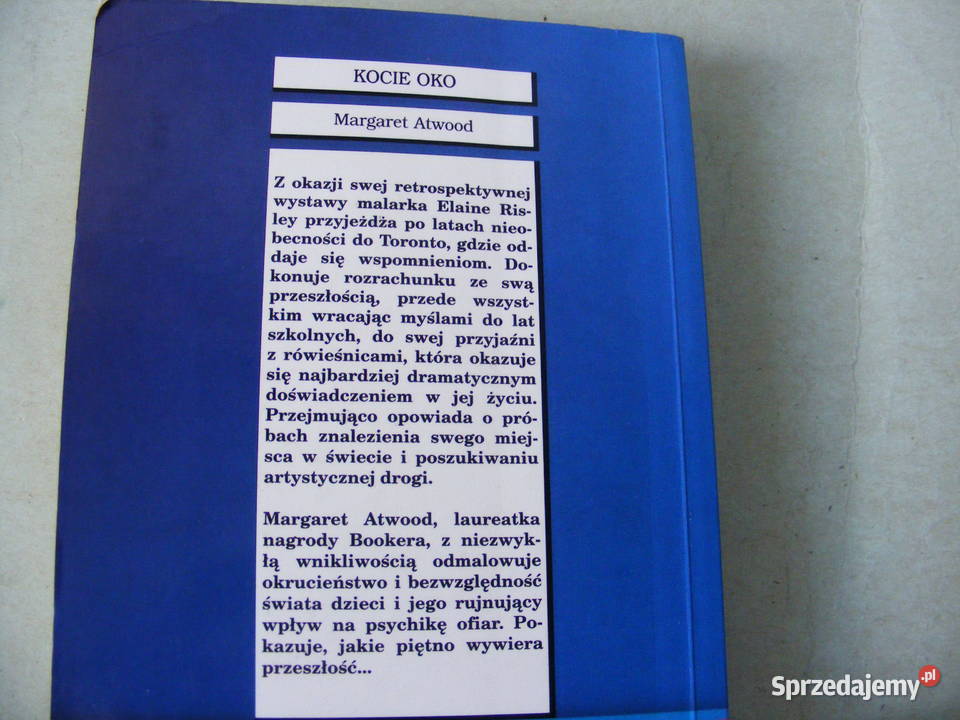 KOCIE OKO
Margaret Atwood
Z okazji swej retrospektywnej
wystawy malarka Elaine Ris-
ley przyjeżdża po latach nieo-
becności do Toronto, gdzie od-
daje się wspomnieniom. Do-
konuje rozrachunku ze swą
przeszłością, przede wszyst-
kim wracając myślami do lat
szkolnych, do swej przyjaźni
z rówieśnicami, która okazuje
się najbardziej dramatycznym
doświadczeniem w jej życiu.
Przejmująco opowiada o pró-
bach znalezienia swego miej-
sca w świecie i poszukiwaniu
artystycznej drogi.
Margaret Atwood, laureatka
nagrody Bookera, z niezwyk-
łą wnikliwością odmalowuje
okrucieństwo i bezwzględność
świata dzieci i jego rujnujący
wpływ na psychikę ofiar. Po-
kazuje, jakie piętno wywiera
przeszłość...
Sprzedajemy.pl